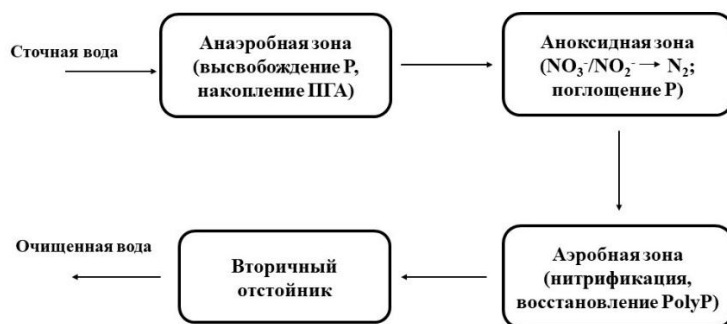 Сточная вода
Анаэробная зона
(высвобождение P,
накопление ПГА)
Аноксидная зона
(NO₃⁻/NO₂⁻ → N₂;
поглощение P)
Очищенная вода
Вторичный
отстойник
Аэробная зона
(нитрификация,
восстановление PolyP)